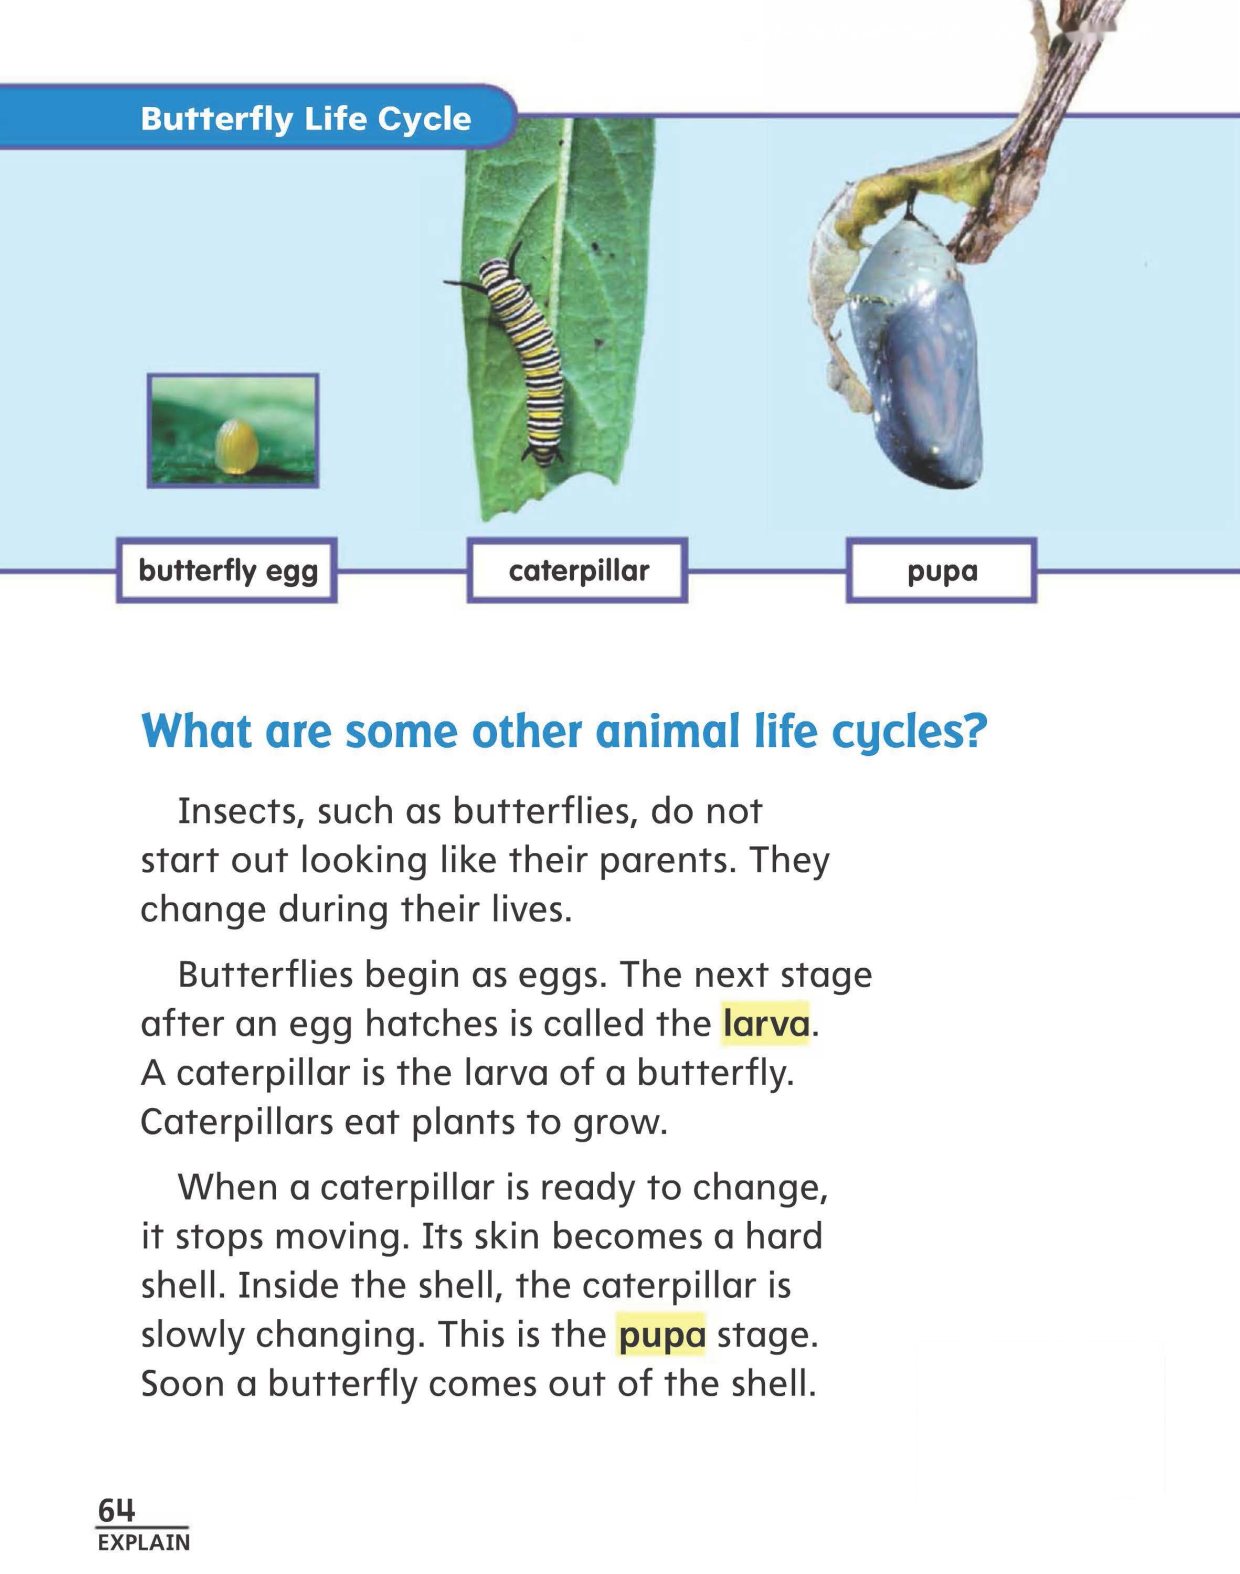 Butterfly Life Cycle
butterfly egg
caterpillar
pupa
What are some other animal life cycles?
Insects, such as butterflies, do not
start out looking like their parents. They
change during their lives.
Butterflies begin as eggs. The next stage
after an egg hatches is called the larva.
A caterpillar is the larva of a butterfly.
Caterpillars eat plants to grow.
When a caterpillar is ready to change,
it stops moving. Its skin becomes a hard
shell. Inside the shell, the caterpillar is
slowly changing. This is the pupa stage.
Soon a butterfly comes out of the shell.
64
EXPLAIN